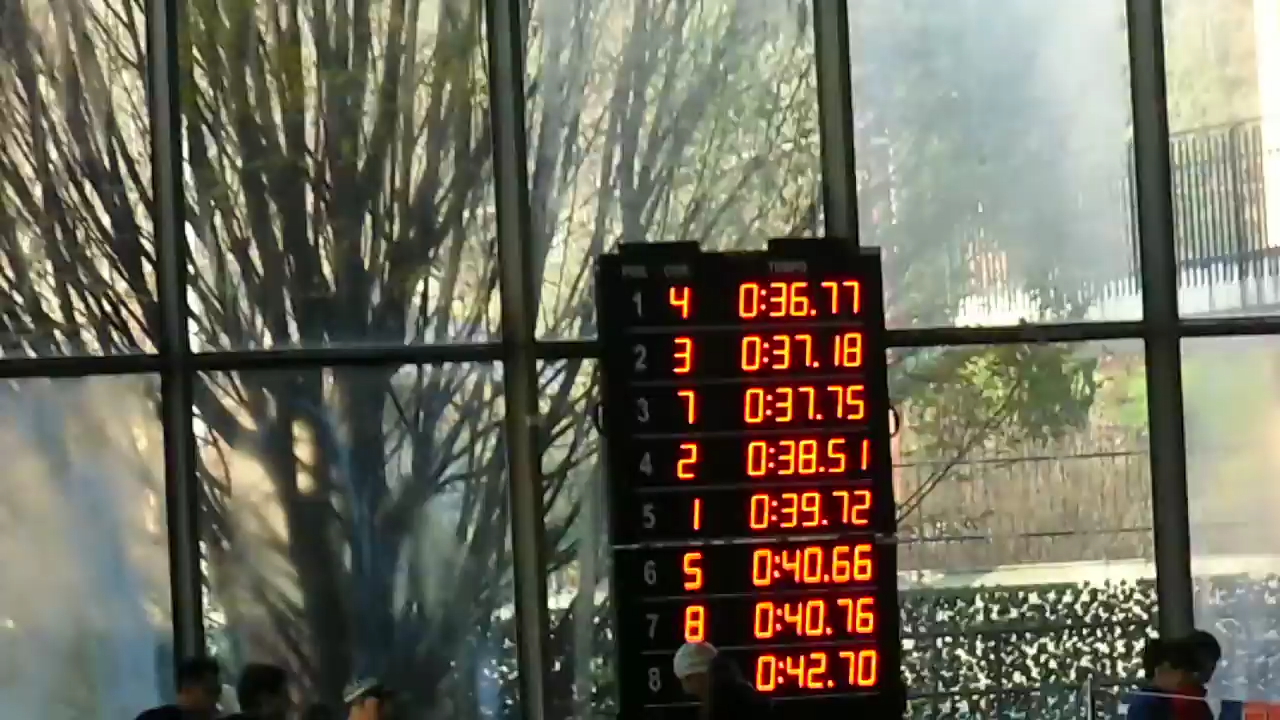 1 4 0:36.77
2 3 0:37.18
3 7 0:37.75
4 2 0:38.51
5 1 0:39.72
6 5 0:40.66
7 8 0:40.76
8 0:42.70